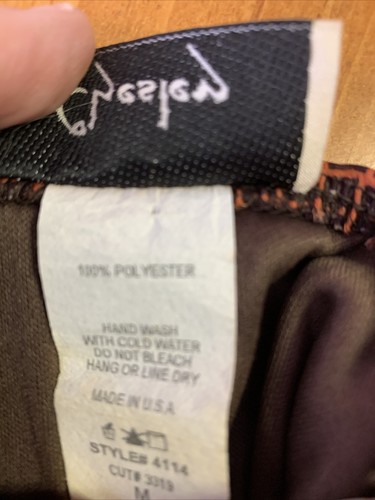 100% POLYESTER
HAND WASH
WITH COLD WATER
DO NOT BLEACH
HANG OR LINE DRY
MADE IN U.S.A.
STYLE# 4114
CUT# 3319
M